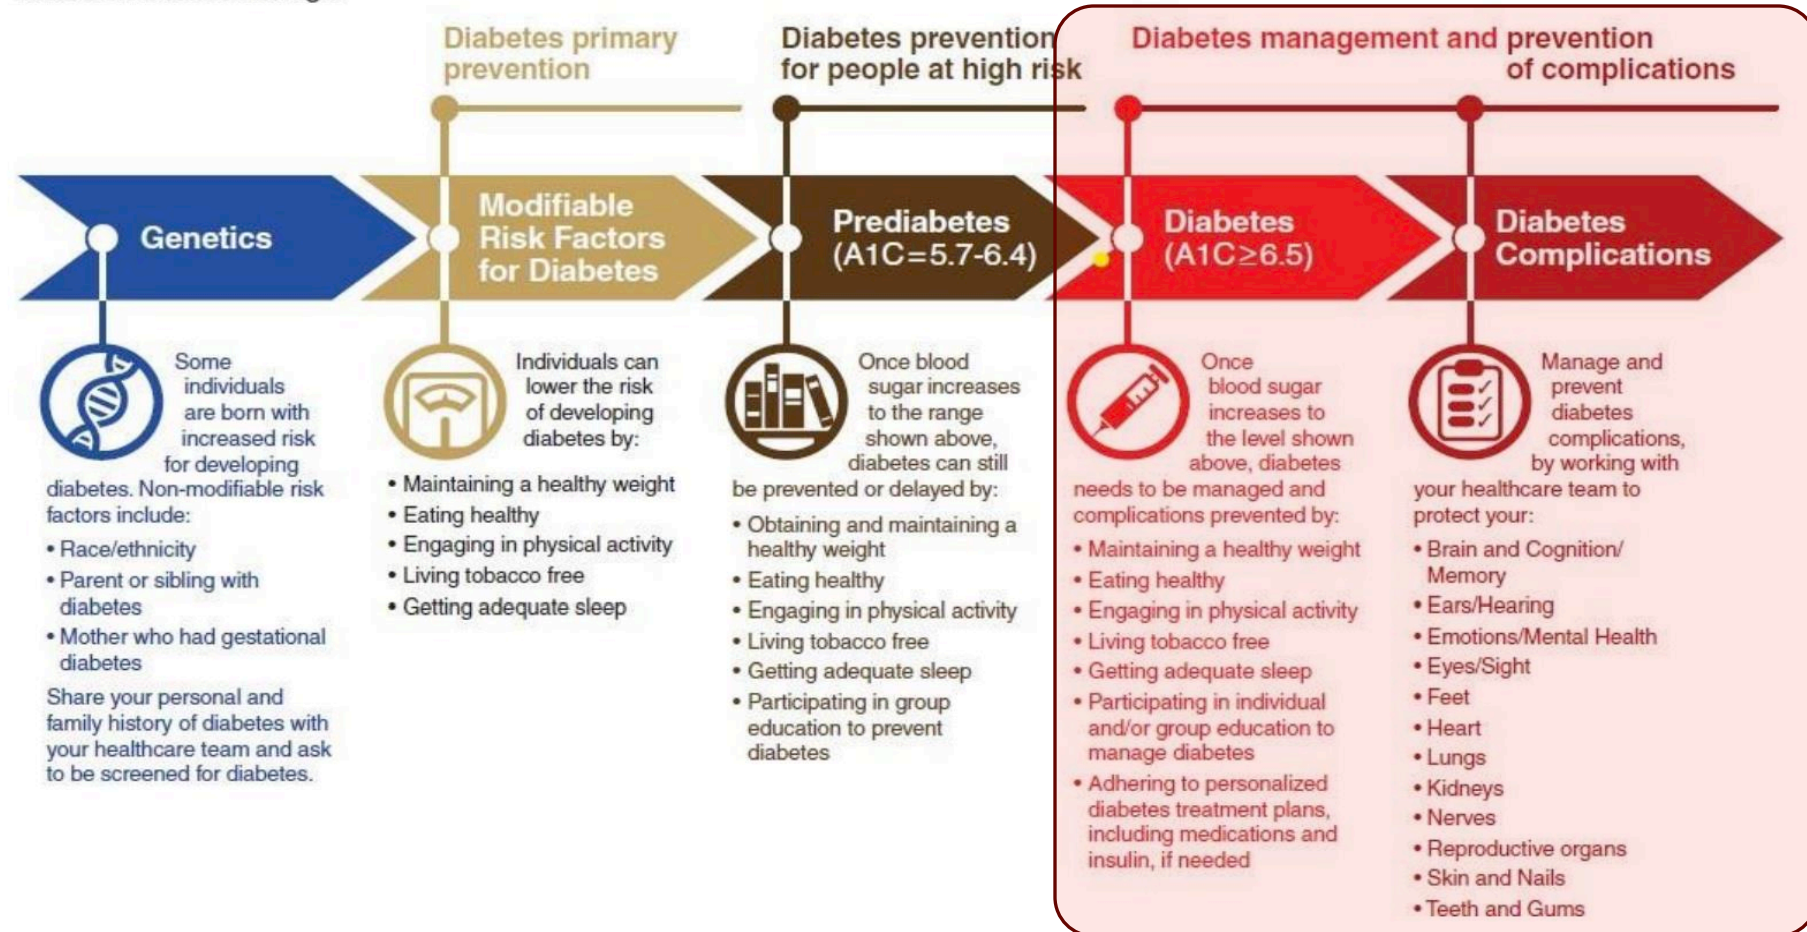 Diabetes primary
prevention
Diabetes prevention
for people at high risk
Diabetes management and prevention
of complications
Genetics
Modifiable
Risk Factors
for Diabetes
Prediabetes
(A1C=5.7-6.4)
Diabetes
(A1C≥6.5)
Diabetes
Complications
Some
individuals
are born with
increased risk
for developing
diabetes. Non-modifiable risk
factors include:
• Race/ethnicity
• Parent or sibling with
diabetes
• Mother who had gestational
diabetes
Share your personal and
family history of diabetes with
your healthcare team and ask
to be screened for diabetes.
Individuals can
lower the risk
of developing
diabetes by:
• Maintaining a healthy weight
• Eating healthy
• Engaging in physical activity
• Living tobacco free
• Getting adequate sleep
Once blood
sugar increases
to the range
shown above,
diabetes can still
be prevented or delayed by:
• Obtaining and maintaining a
healthy weight
• Eating healthy
• Engaging in physical activity
• Living tobacco free
• Getting adequate sleep
• Participating in group
education to prevent
diabetes
Once
blood sugar
increases to
the level shown
above, diabetes
needs to be managed and
complications prevented by:
• Maintaining a healthy weight
• Eating healthy
• Engaging in physical activity
• Living tobacco free
• Getting adequate sleep
• Participating in individual
and/or group education to
manage diabetes
• Adhering to personalized
diabetes treatment plans,
including medications and
insulin, if needed
Manage and
prevent
diabetes
complications,
by working with
your healthcare team to
protect your:
• Brain and Cognition/
Memory
• Ears/Hearing
• Emotions/Mental Health
• Eyes/Sight
• Feet
• Heart
• Lungs
• Kidneys
• Nerves
• Reproductive organs
• Skin and Nails
• Teeth and Gums